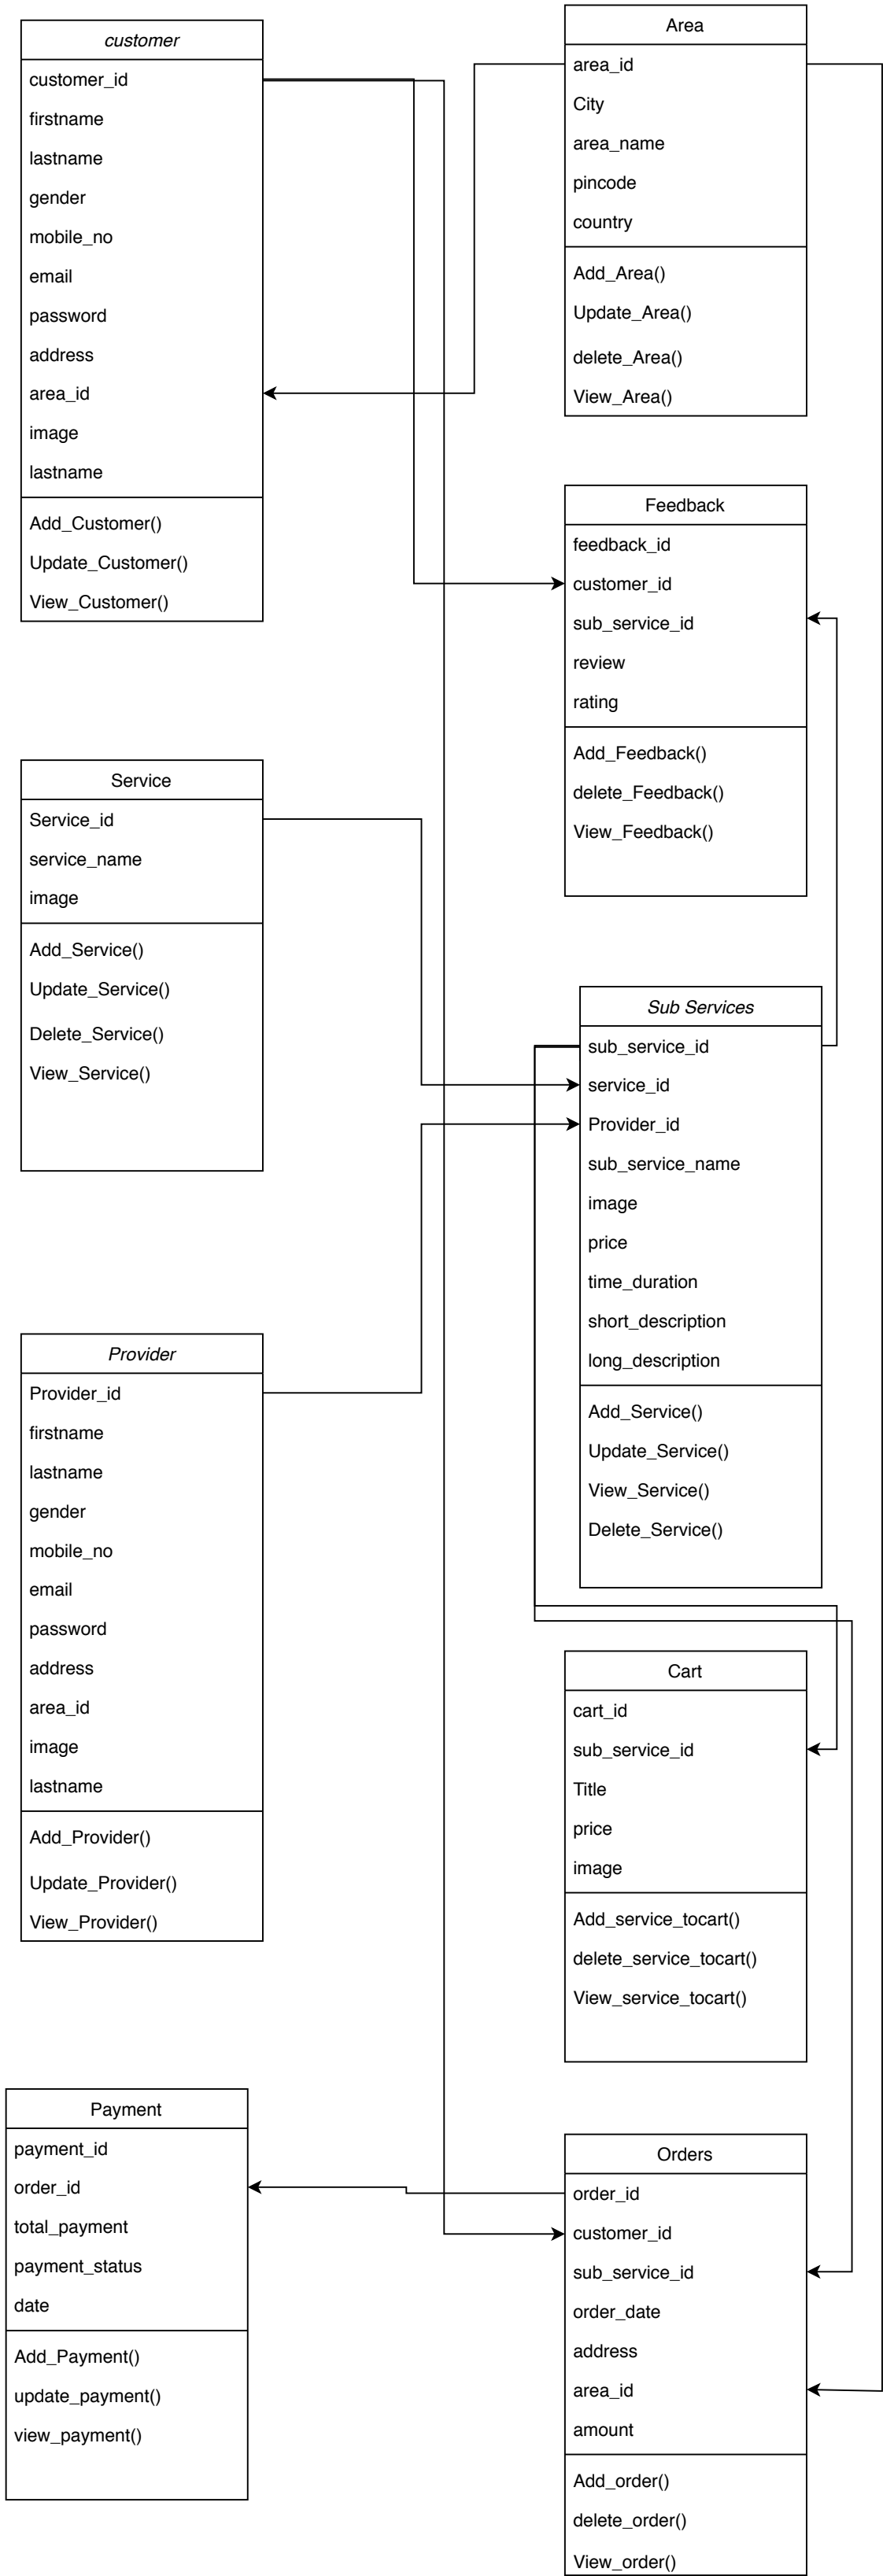 customer
customer_id
firstname
lastname
gender
mobile_no
email
password
address
area_id
image
lastname
Add_Customer()
Update_Customer()
View_Customer()
Area
area_id
City
area_name
pincode
country
Add_Area()
Update_Area()
delete_Area()
View_Area()
Feedback
feedback_id
customer_id
sub_service_id
review
rating
Add_Feedback()
delete_Feedback()
View_Feedback()
Service
Service_id
service_name
image
Add_Service()
Update_Service()
Delete_Service()
View_Service()
Sub Services
sub_service_id
service_id
Provider_id
sub_service_name
image
price
time_duration
short_description
long_description
Add_Service()
Update_Service()
View_Service()
Delete_Service()
Provider
Provider_id
firstname
lastname
gender
mobile_no
email
password
address
area_id
image
lastname
Add_Provider()
Update_Provider()
View_Provider()
Cart
cart_id
sub_service_id
Title
price
image
Add_service_tocart()
delete_service_tocart()
View_service_tocart()
Payment
payment_id
order_id
total_payment
payment_status
date
Add_Payment()
update_payment()
view_payment()
Orders
order_id
customer_id
sub_service_id
order_date
address
area_id
amount
Add_order()
delete_order()
View_order()